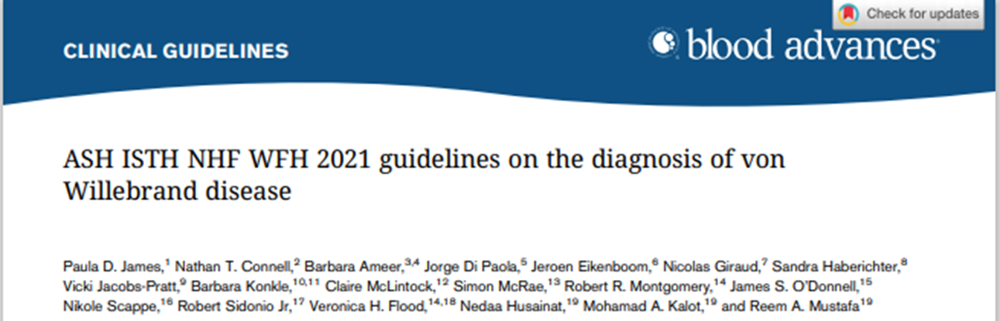 Check for updates
CLINICAL GUIDELINES
blood advances
ASH ISTH NHF WFH 2021 guidelines on the diagnosis of von
Willebrand disease
Paula D. James,1 Nathan T. Connell,2 Barbara Ameer,3,4 Jorge Di Paola,5 Jeroen Eikenboom,6 Nicolas Giraud,7 Sandra Haberichter,8
Vicki Jacobs-Pratt,9 Barbara Konkle,10,11 Claire McLintock,12 Simon McRae,13 Robert R. Montgomery,14 James S. O'Donnell,15
Nikole Scappe,16 Robert Sidonio Jr,17 Veronica H. Flood,14,18 Nedaa Husainat,19 Mohamad A. Kalot,19 and Reem A. Mustafa19